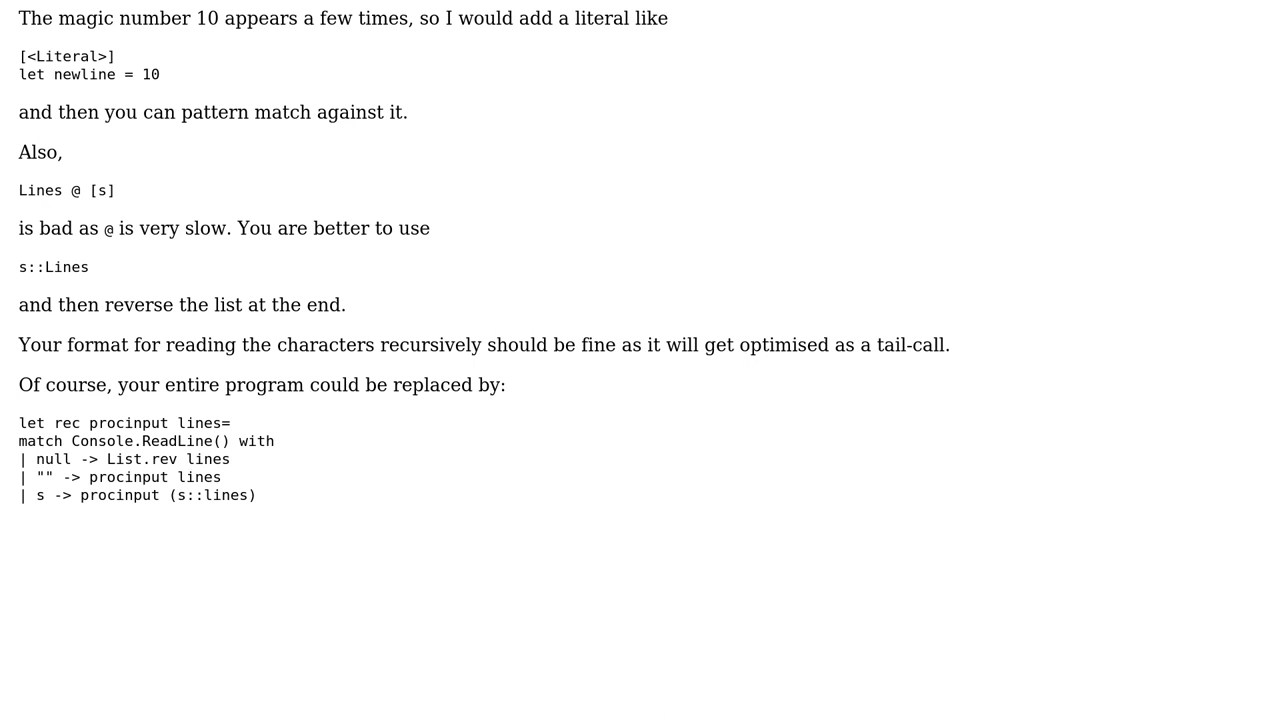 The magic number 10 appears a few times, so I would add a literal like
[<Literal>]
let newline = 10
and then you can pattern match against it.
Also,
Lines @ [s]
is bad as @ is very slow. You are better to use
s::Lines
and then reverse the list at the end.
Your format for reading the characters recursively should be fine as it will get optimised as a tail-call.
Of course, your entire program could be replaced by:
let rec procinput lines=
match Console.ReadLine() with
| null -> List.rev lines
| "" -> procinput lines
| s -> procinput (s::lines)